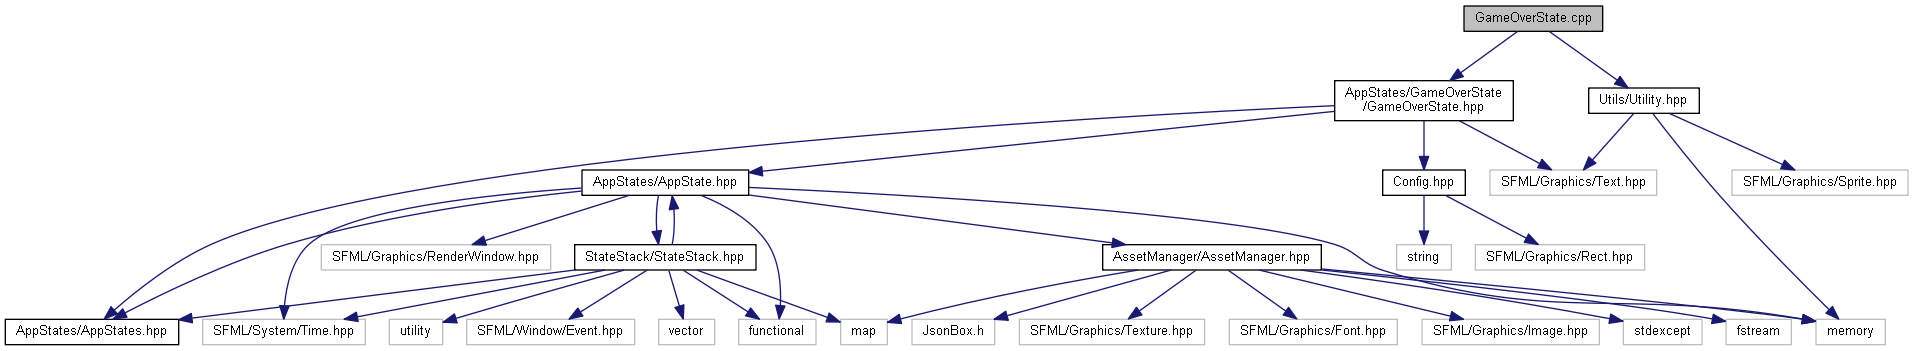 GameOverState.cpp
AppStates/GameOverState
/GameOverState.hpp
Utils/Utility.hpp
AppStates/AppState.hpp
Config.hpp
SFML/Graphics/Text.hpp
SFML/Graphics/Sprite.hpp
SFML/Graphics/RenderWindow.hpp
StateStack/StateStack.hpp
AssetManager/AssetManager.hpp
string
SFML/Graphics/Rect.hpp
AppStates/AppStates.hpp
SFML/System/Time.hpp
utility
SFML/Window/Event.hpp
vector
functional
map
JsonBox.h
SFML/Graphics/Texture.hpp
SFML/Graphics/Font.hpp
SFML/Graphics/Image.hpp
stdexcept
fstream
memory